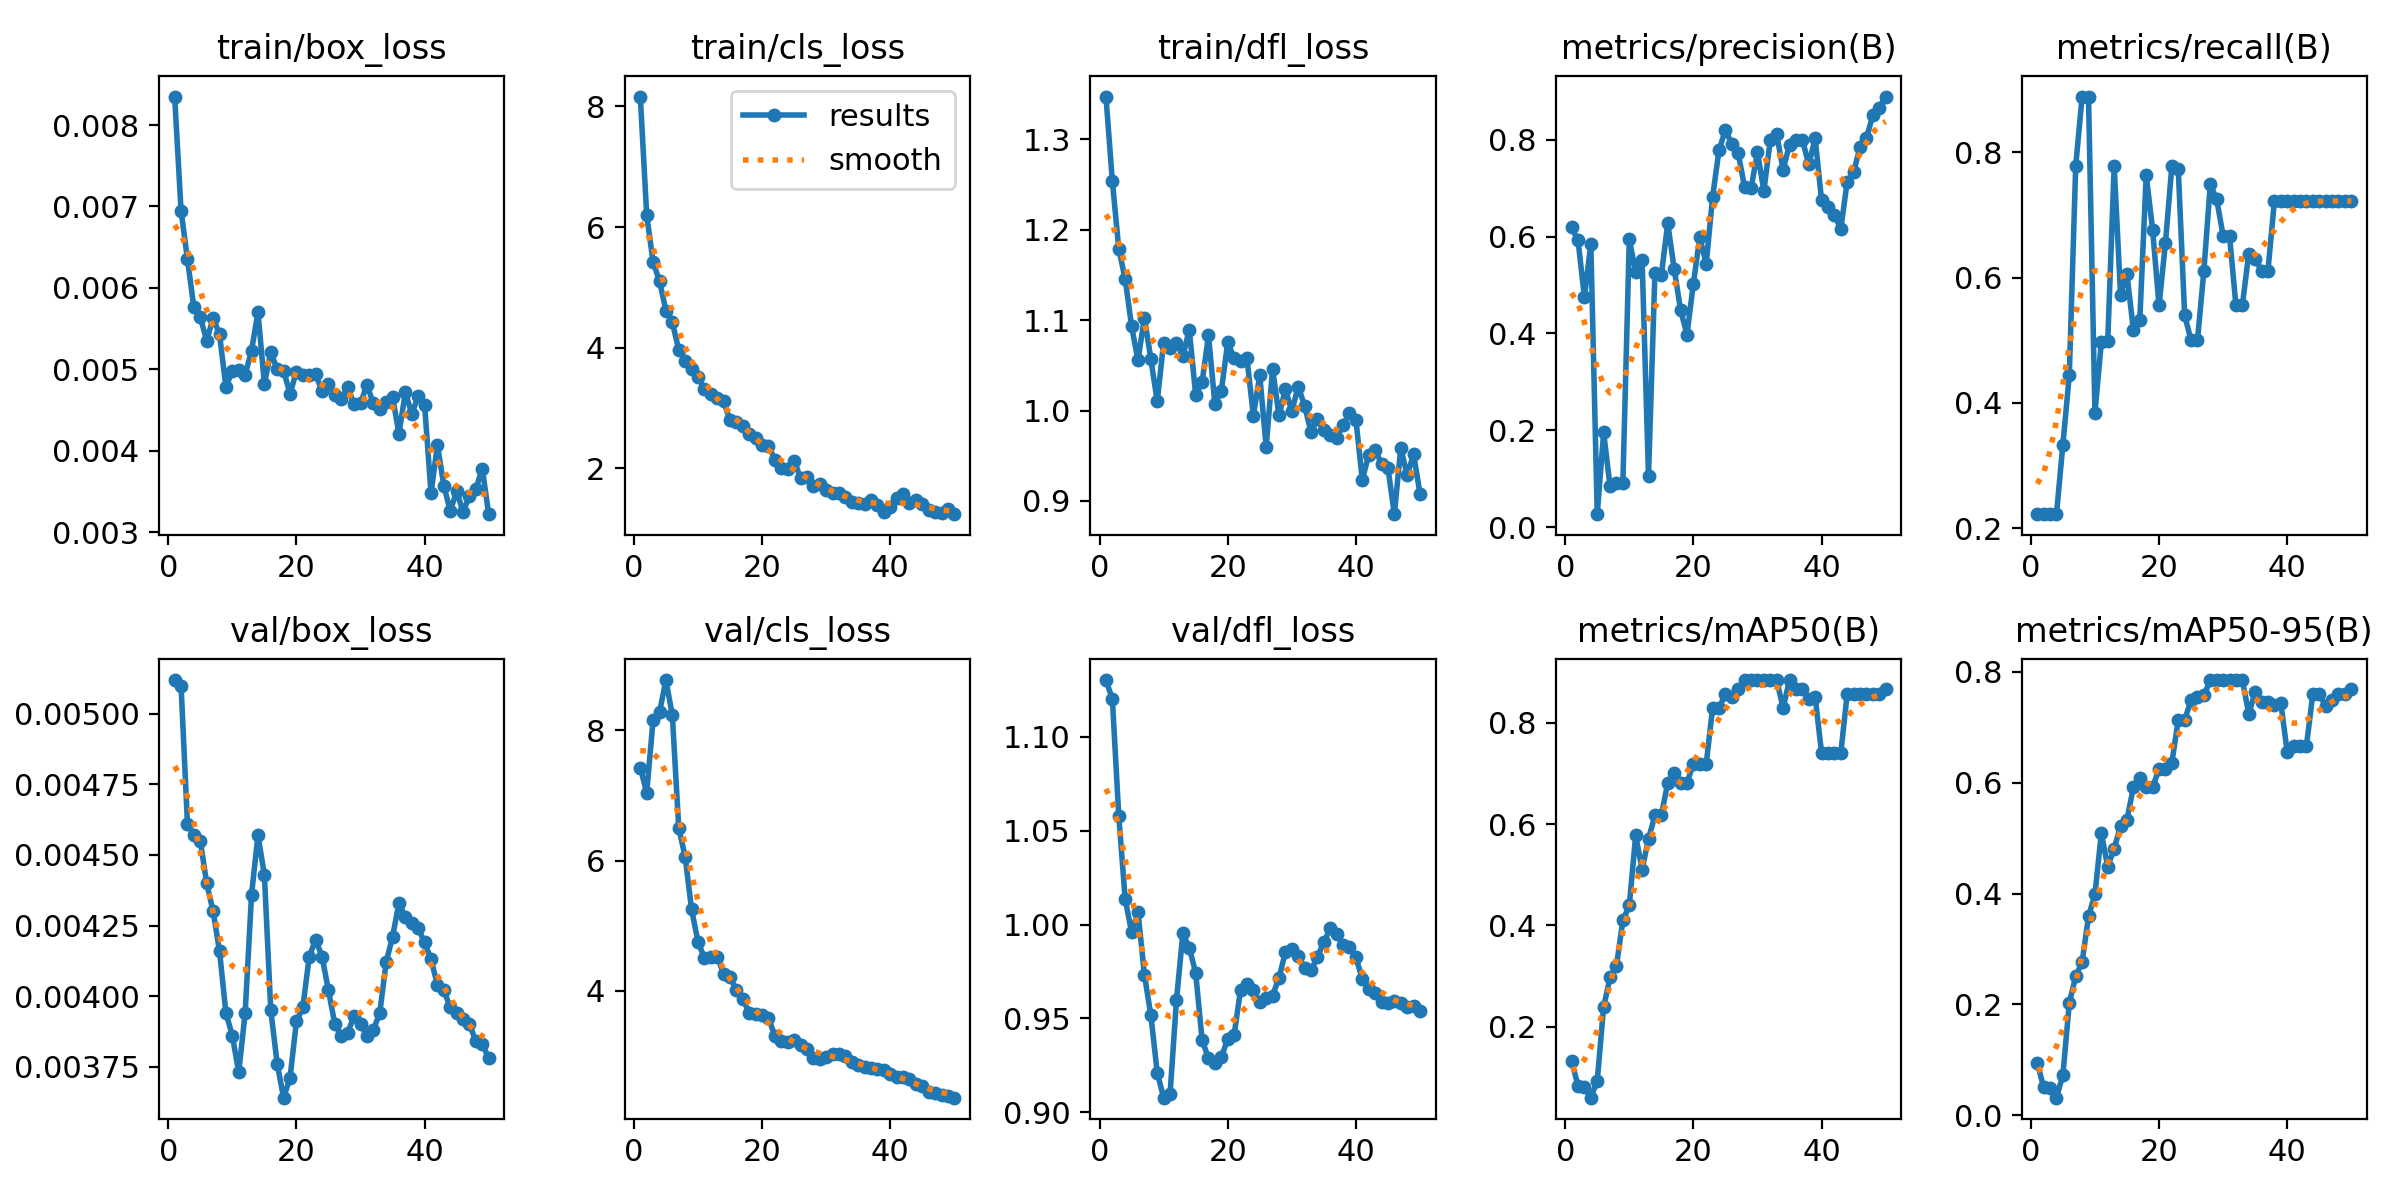 train/box_loss
train/cls_loss
train/dfl_loss
metrics/precision(B)
metrics/recall(B)
0.008
0.007
0.006
0.005
0.004
0.003
0 20 40
results
smooth
8
6
4
2
0 20 40
1.3
1.2
1.1
1.0
0.9
0 20 40
0.8
0.6
0.4
0.2
0.0
0 20 40
0.8
0.6
0.4
0.2
0 20 40
val/box_loss
val/cls_loss
val/dfl_loss
metrics/mAP50(B)
metrics/mAP50-95(B)
0.00500
0.00475
0.00450
0.00425
0.00400
0.00375
0 20 40
8
6
4
0 20 40
1.10
1.05
1.00
0.95
0.90
0 20 40
0.8
0.6
0.4
0.2
0 20 40
0.8
0.6
0.4
0.2
0.0
0 20 40